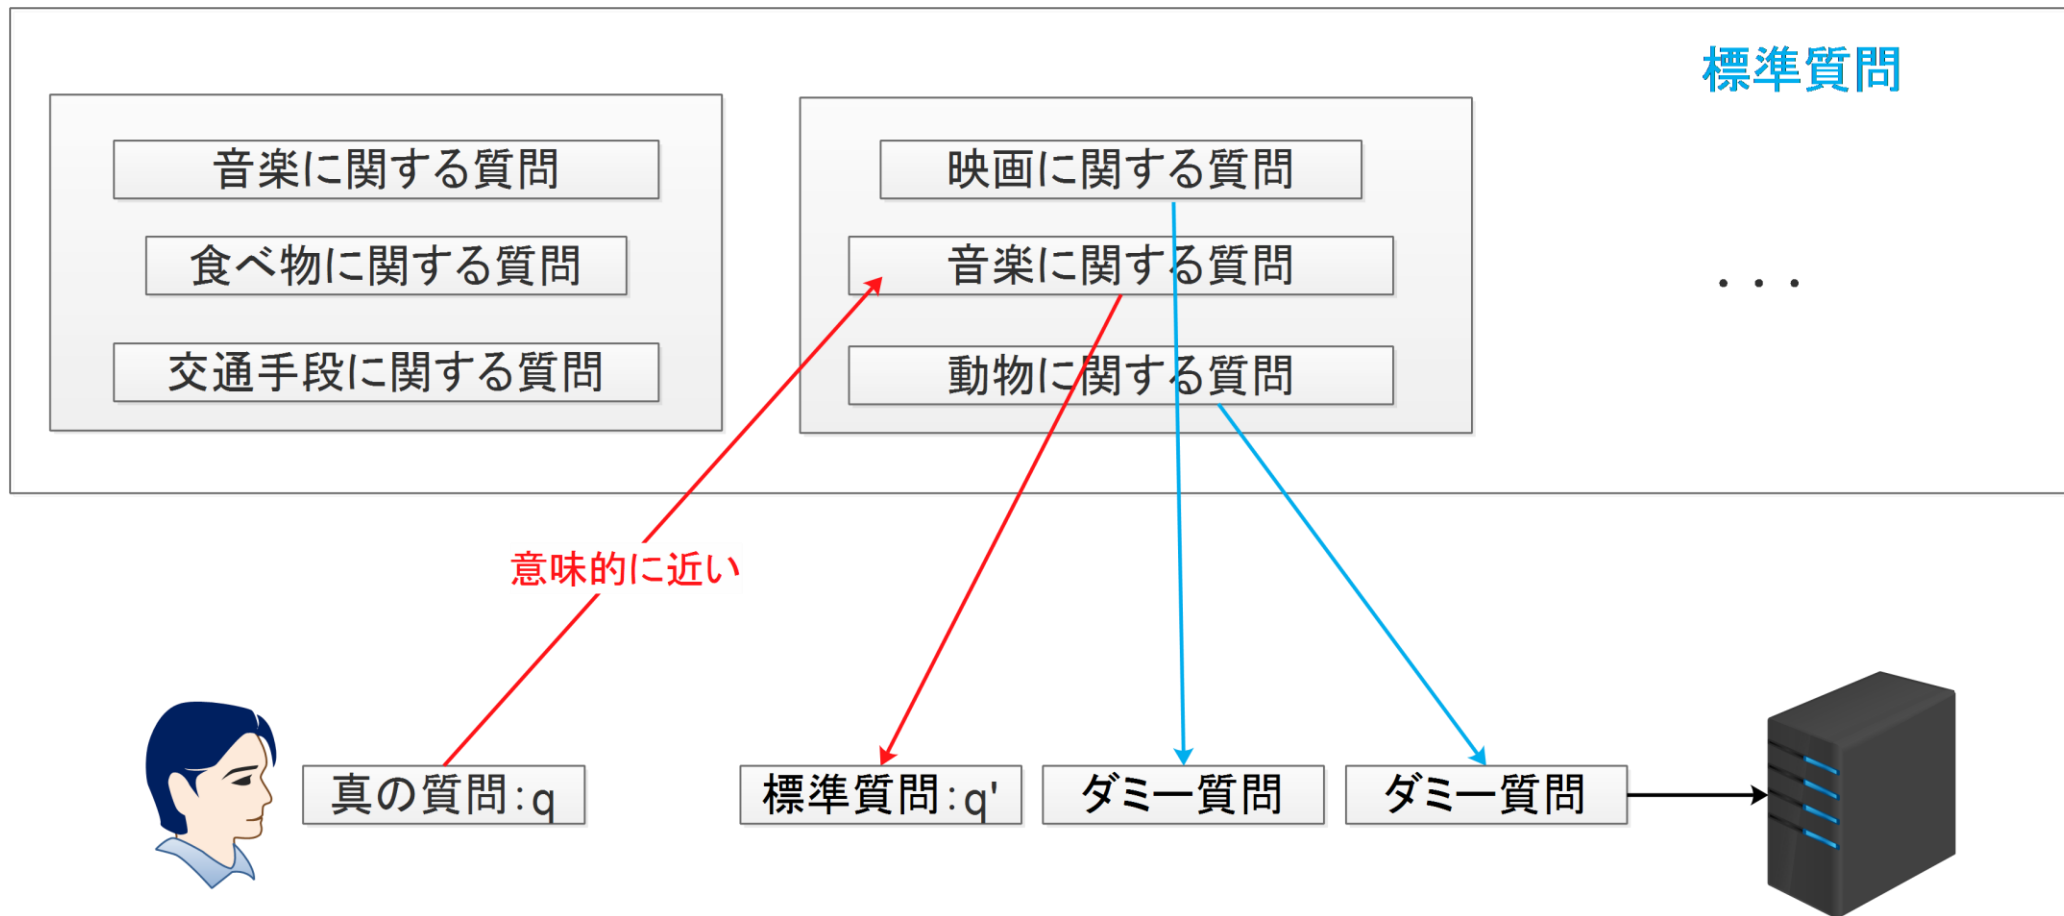 標準質問
音楽に関する質問
食べ物に関する質問
交通手段に関する質問
映画に関する質問
音楽に関する質問
動物に関する質問
・・・
意味的に近い
真の質問:q
標準質問:q'
ダミー質問
ダミー質問